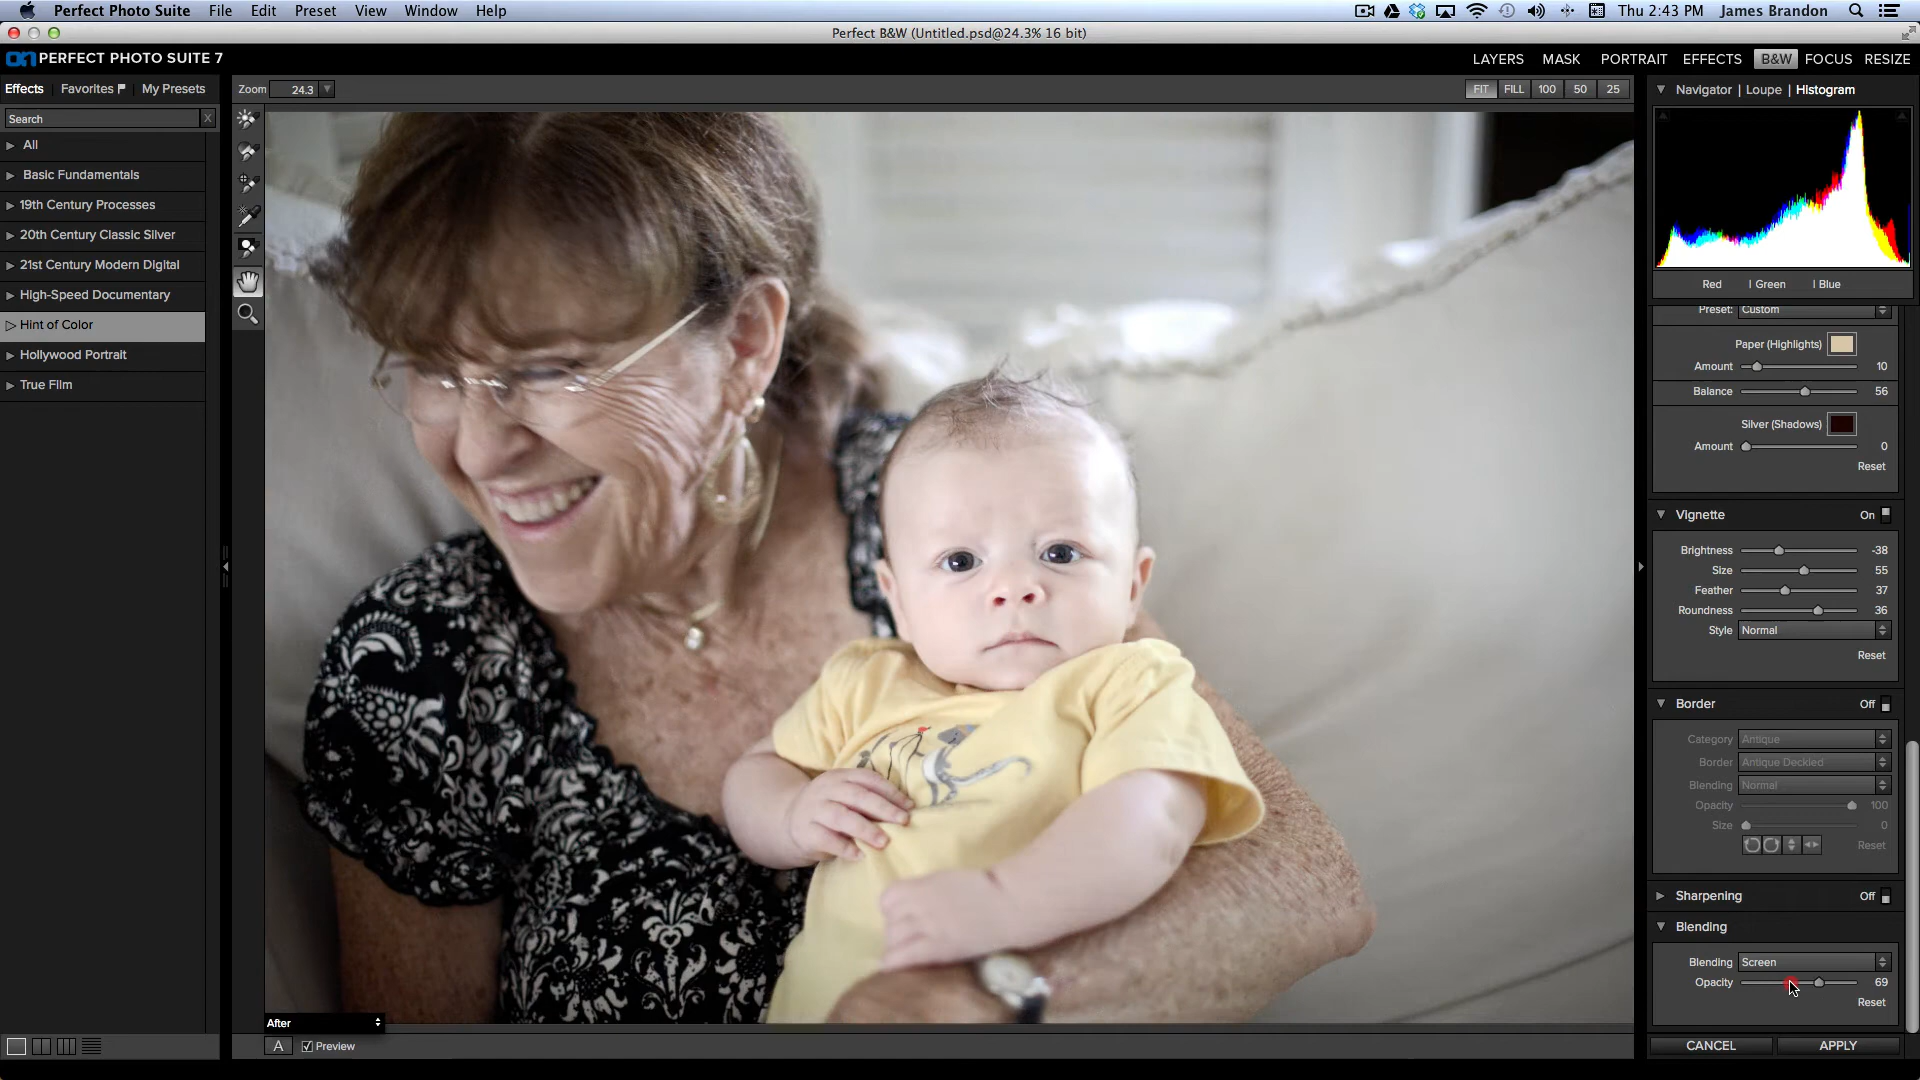 Perfect Photo Suite File Edit Preset View Window Help Thu 2:43 PM James Brandon
Perfect B&W (Untitled.psd@24.3% 16 bit)
on PERFECT PHOTO SUITE 7 LAYERS MASK PORTRAIT EFFECTS B&W FOCUS RESIZE
Effects Favorites My Presets
Zoom 24.3 FIT FILL 100 50 25
Navigator | Loupe | Histogram
Search X
All
Basic Fundamentals
19th Century Processes
20th Century Classic Silver
21st Century Modern Digital
High-Speed Documentary
Hint of Color
Hollywood Portrait
True Film
Red | Green | Blue
Preset: Custom
Paper (Highlights)
Amount 10
Balance 56
Silver (Shadows)
Amount 0
Reset
Vignette On
Brightness -38
Size 55
Feather 37
Roundness 36
Style Normal
Reset
Border Off
Category Antique
Border Antique Deckled
Blending Normal
Opacity 100
Size 0
Reset
Sharpening Off
Blending
Blending Screen
Opacity 69
Reset
After
A Preview
CANCEL APPLY